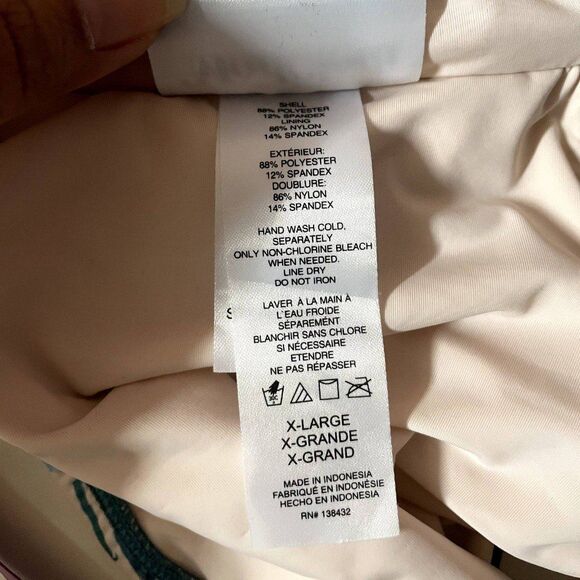 SHELL
88% POLYESTER
12% SPANDEX
LINING
86% NYLON
14% SPANDEX
EXTÉRIEUR:
88% POLYESTER
12% SPANDEX
DOUBLURE:
86% NYLON
14% SPANDEX
HAND WASH COLD,
SEPARATELY
ONLY NON-CHLORINE BLEACH
WHEN NEEDED.
LINE DRY
DO NOT IRON
LAVER À LA MAIN À
L'EAU FROIDE
SÉPARÉMENT
BLANCHIR SANS CHLORE
SI NÉCESSAIRE
ETENDRE
NE PAS REPASSER
X-LARGE
X-GRANDE
X-GRAND
MADE IN INDONESIA
FABRIQUÉ EN INDONÉSIE
HECHO EN INDONESIA
RN# 138432